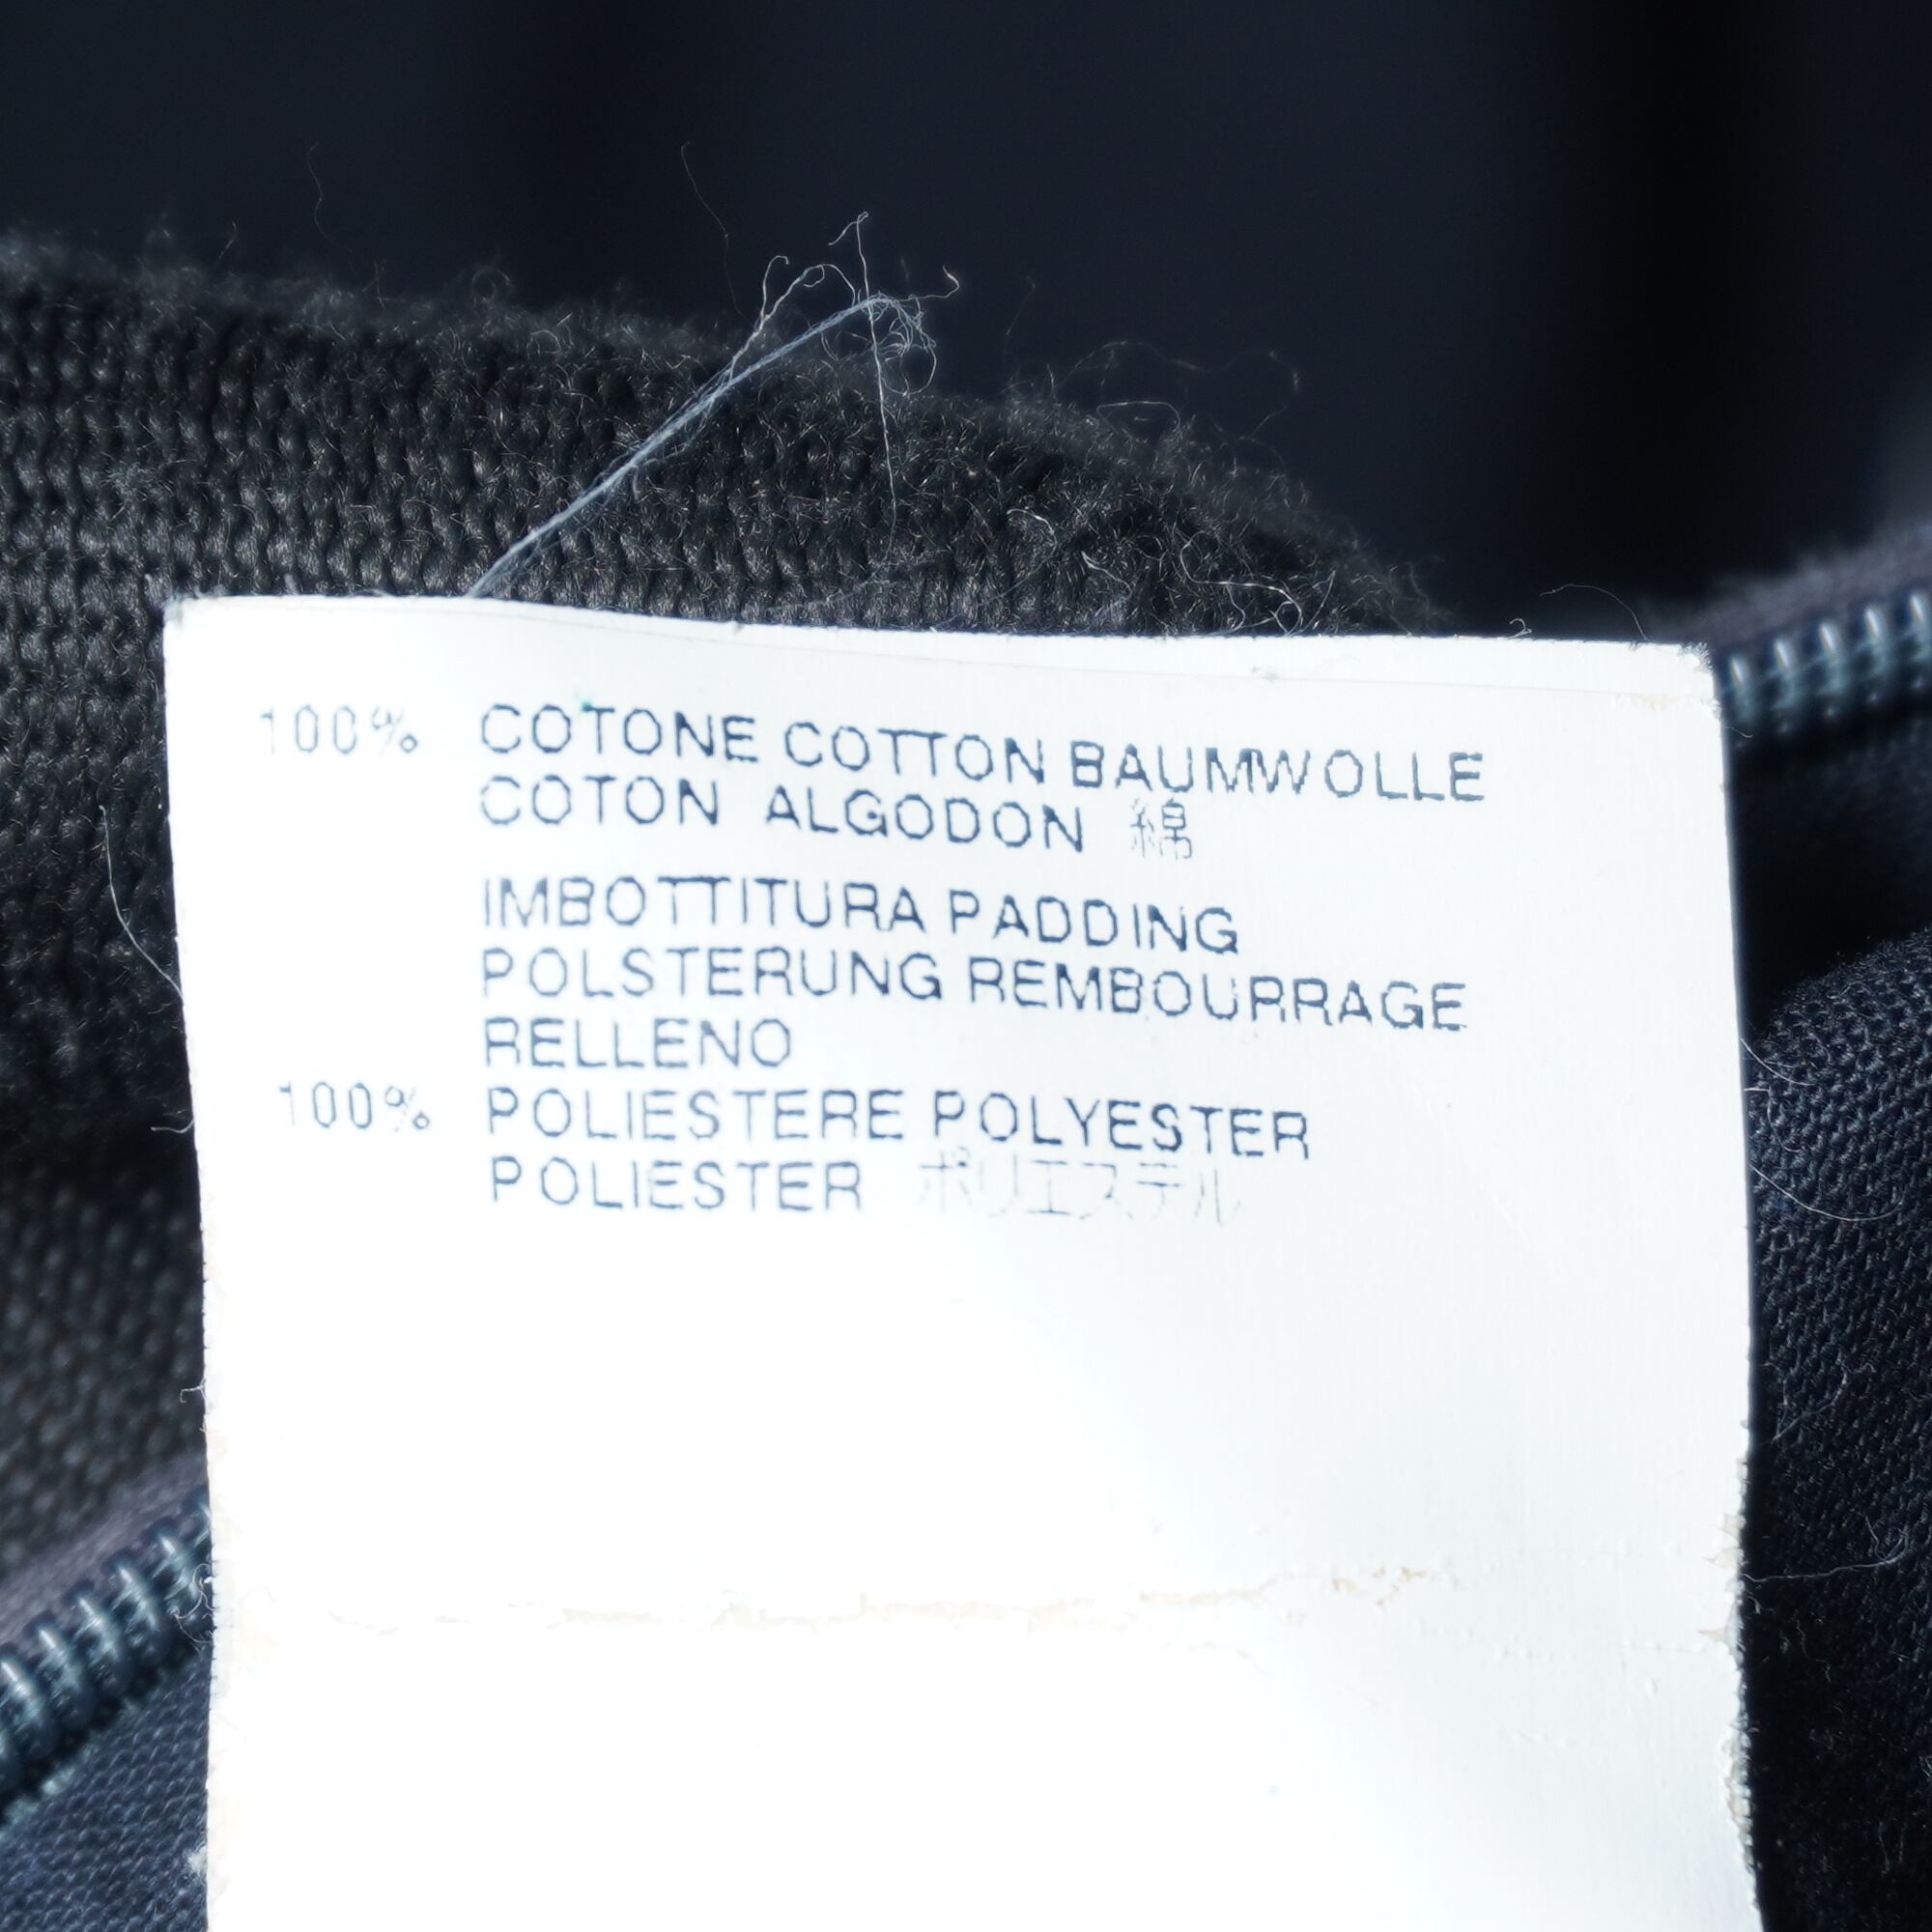 100% COTONE COTTON BAUMWOLLE
COTON ALGODON 綿
IMBOTTITURA PADDING
POLSTERUNG REMBOURRAGE
RELLENO
100% POLIESTERE POLYESTER
POLIESTER ポリエステル